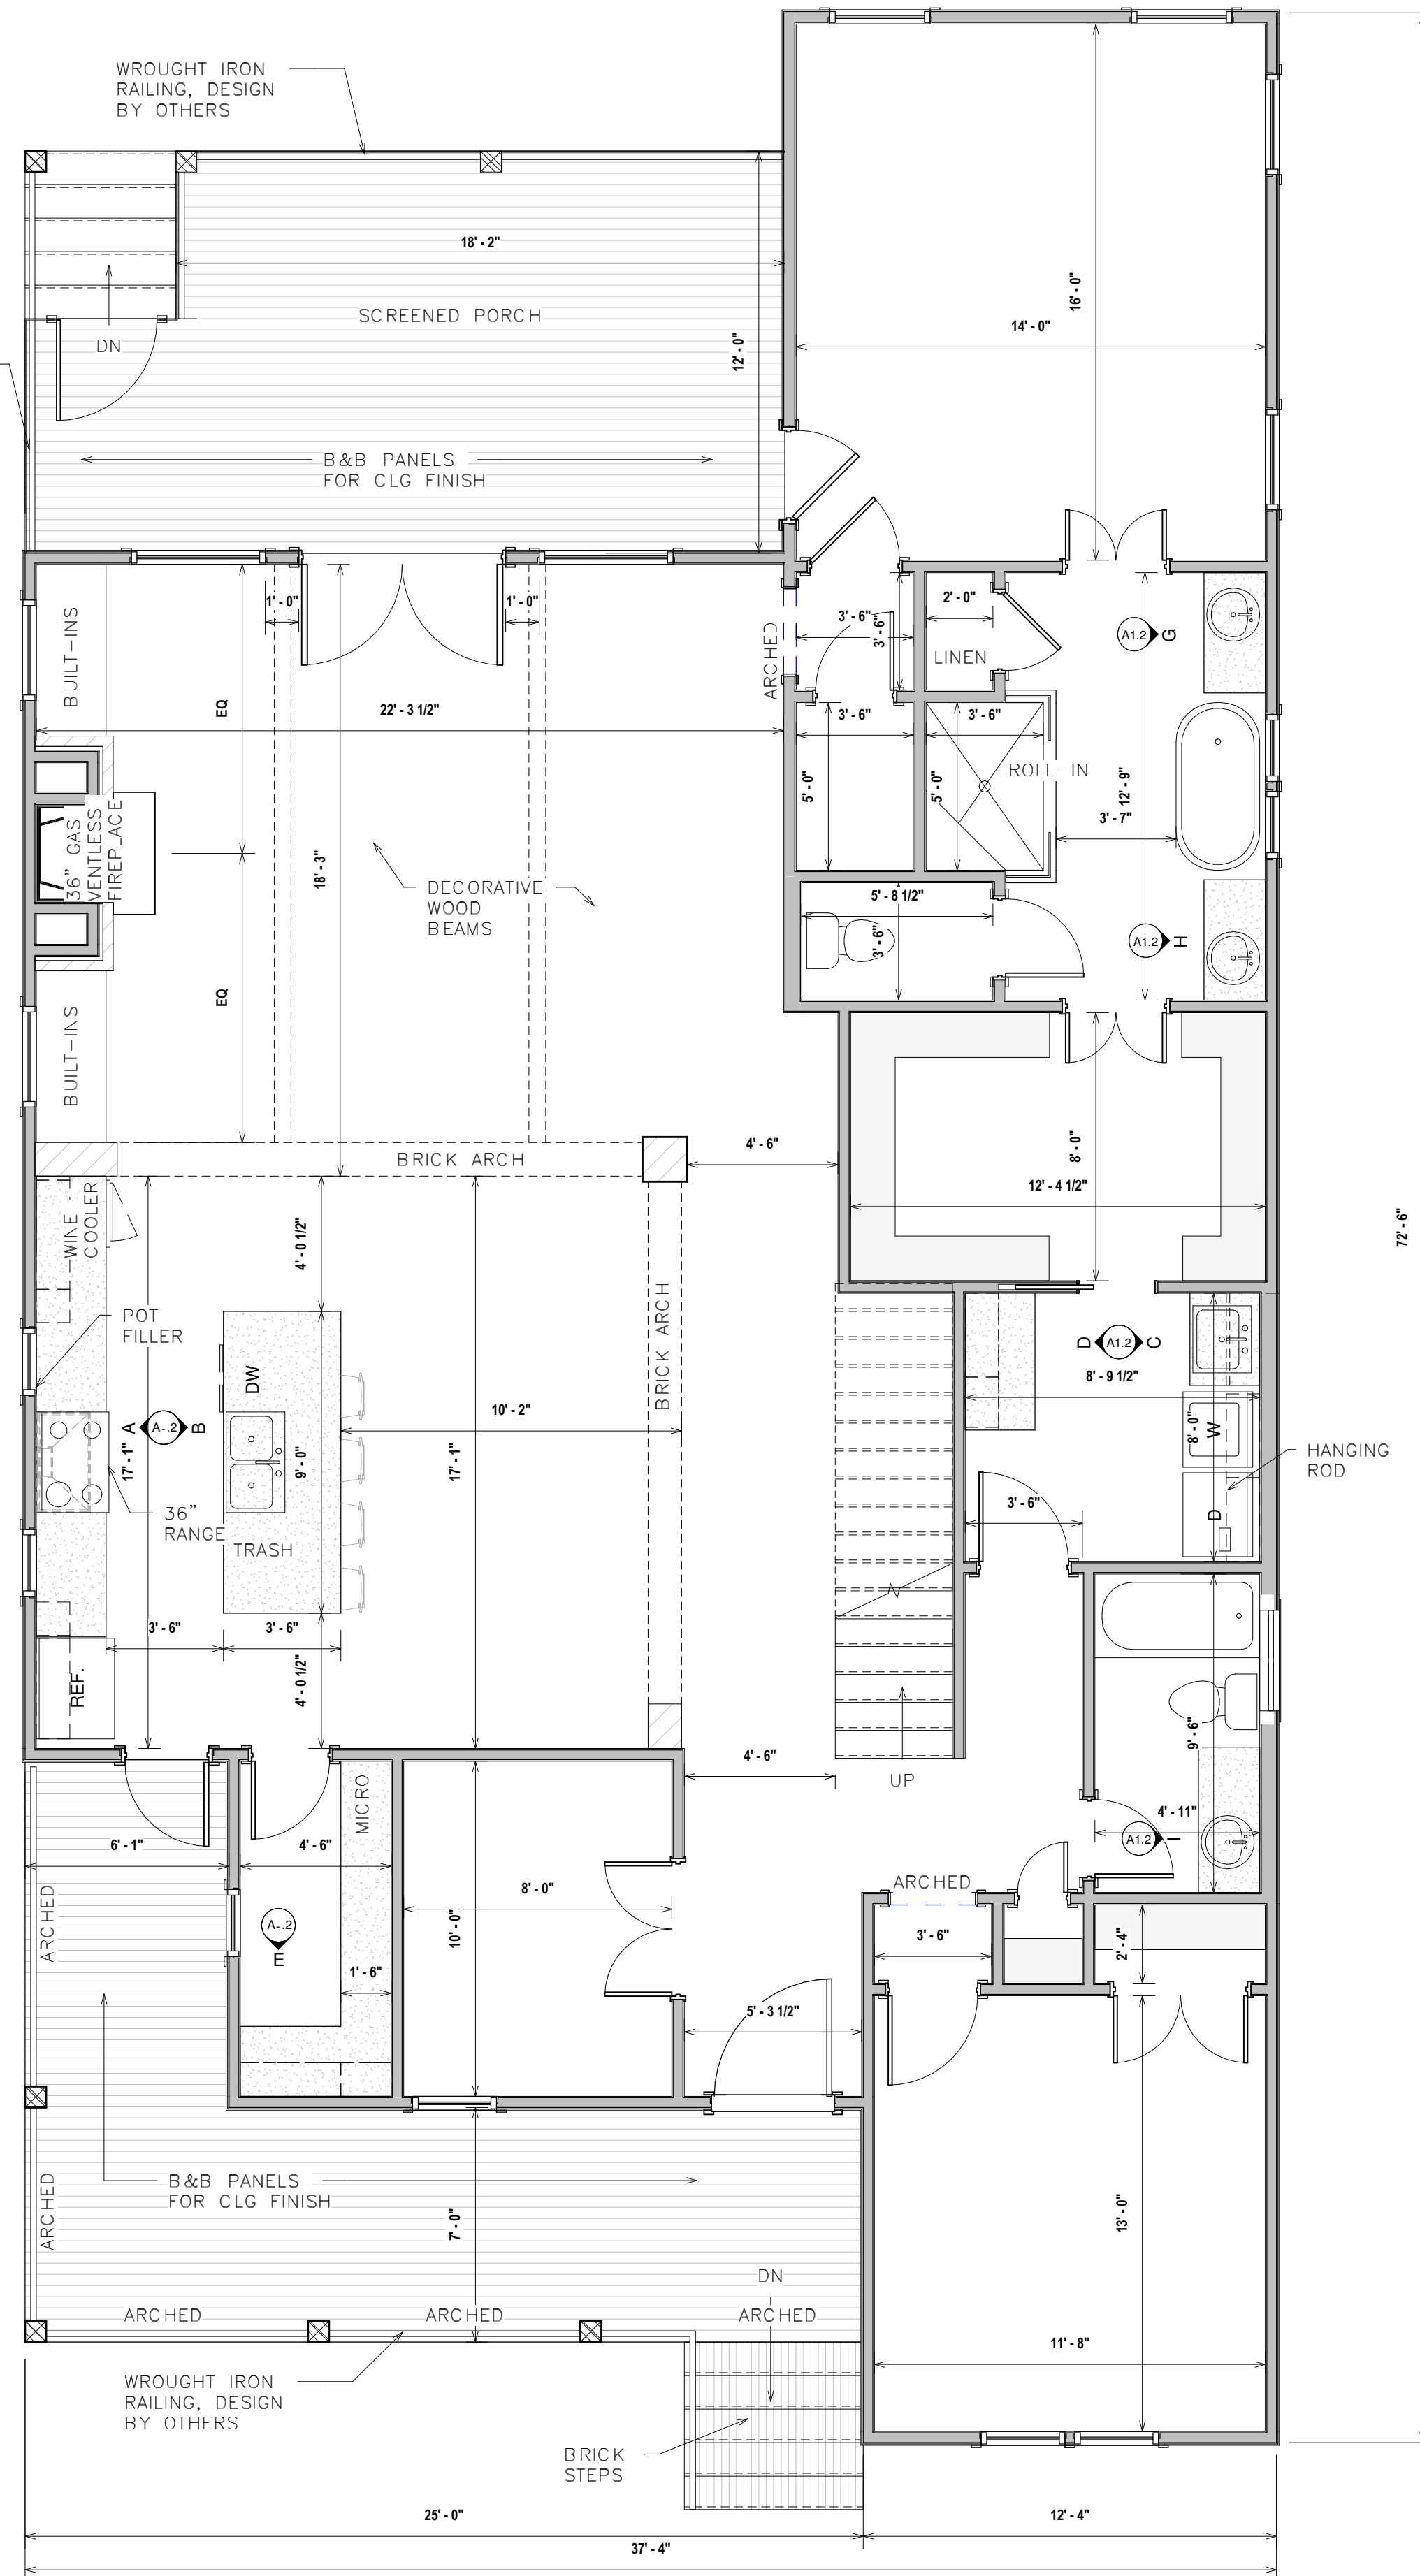 WROUGHT IRON
RAILING, DESIGN
BY OTHERS
18' - 2"
SCREENED PORCH
DN
12' - 0"
16' - 0"
14' - 0"
B&B PANELS
FOR CLG FINISH
BUILT-INS
1' - 0"
1' - 0"
EQ
22' - 3 1/2"
ARCHED
3' - 6"
3' - 6"
2' - 0"
LINEN
A1.2
G
3' - 6"
3' - 6"
5' - 0"
5' - 0"
ROLL-IN
12' - 9"
3' - 7"
36" GAS
VENTLESS
FIREPLACE
18' - 3"
DECORATIVE
WOOD
BEAMS
5' - 8 1/2"
3' - 6"
A1.2
H
EQ
BUILT-INS
BRICK ARCH
4' - 6"
8' - 0"
12' - 4 1/2"
72' - 6"
WINE
COOLER
4' - 0 1/2"
POT
FILLER
BRICK ARCH
DW
D
A1.2
C
8' - 9 1/2"
A
A-.2
B
17' - 1"
9' - 0"
10' - 2"
17' - 1"
8' - 0"
W
HANGING
ROD
36"
RANGE
TRASH
3' - 6"
D
3' - 6"
3' - 6"
REF.
4' - 0 1/2"
9' - 6"
4' - 6"
UP
MICRO
6' - 1"
4' - 6"
8' - 0"
10' - 0"
4' - 11"
A1.2
I
ARCHED
ARCHED
A-.2
E
1' - 6"
3' - 6"
2' - 4"
5' - 3 1/2"
B&B PANELS
FOR CLG FINISH
ARCHED
7' - 0"
13' - 0"
DN
ARCHED
ARCHED
ARCHED
11' - 8"
WROUGHT IRON
RAILING, DESIGN
BY OTHERS
BRICK
STEPS
25' - 0"
12' - 4"
37' - 4"